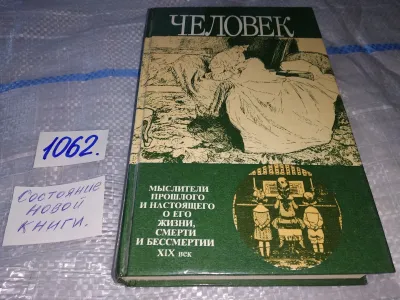 ЧЕЛОВЕК
1062.
Состояние
новой
книги.
МЫСЛИТЕЛИ
ПРОШЛОГО
И НАСТОЯЩЕГО
О ЕГО
ЖИЗНИ,
СМЕРТИ
И БЕССМЕРТИИ
XIX век